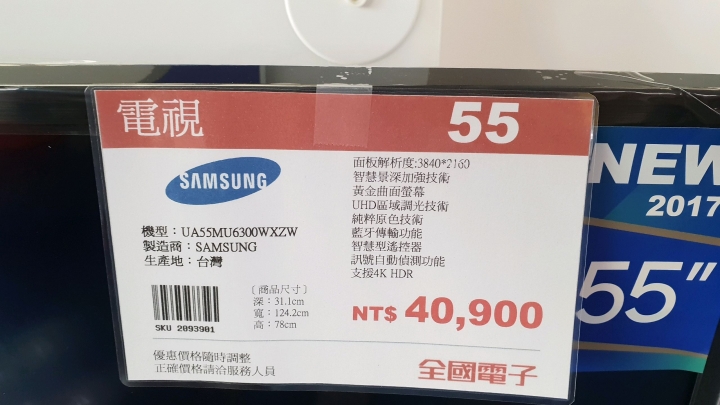 電視
55
SAMSUNG
機型：UA55MU6300WXZW
製造商：SAMSUNG
生產地：台灣
面板解析度:3840*2160
智慧景深加強技術
黃金曲面螢幕
UHD區域調光技術
純粹原色技術
藍牙傳輸功能
智慧型遙控器
訊號自動偵測功能
支援4K HDR
SKU 2093901
〔商品尺寸〕
深：31.1cm
寬：124.2cm
高：78cm
NT$ 40,900
優惠價格隨時調整
正確價格請洽服務人員
全國電子
NEW
2017
55"